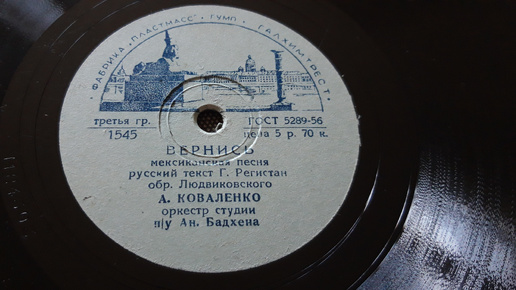 ФАБРИКА "ПЛАСТМАСС" • ГУМП • ГАЛХИМТРЕСТ •
третья гр. ГОСТ 5289-56
1545 цена 5 р. 70 к.
ВЕРНИСЬ
мексиканская песня
русский текст Г. Регистан
обр. Людвиковского
А. КОВАЛЕНКО
оркестр студии
п/у Ан. Бадхена